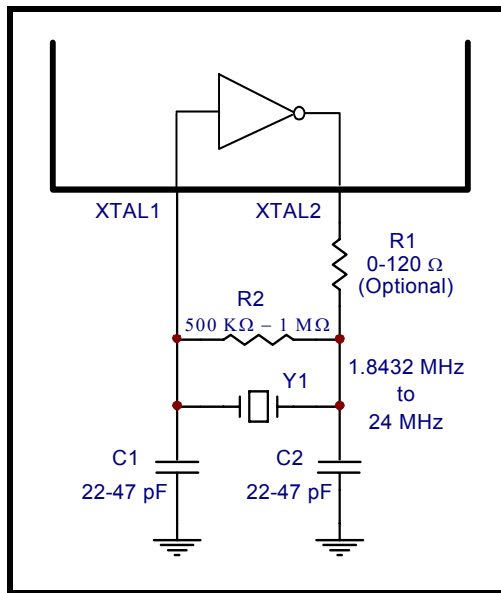 XTAL1
XTAL2
R1
0-120 Ω
(Optional)
R2
500 KΩ – 1 MΩ
Y1
1.8432 MHz
to
24 MHz
C1
22-47 pF
C2
22-47 pF